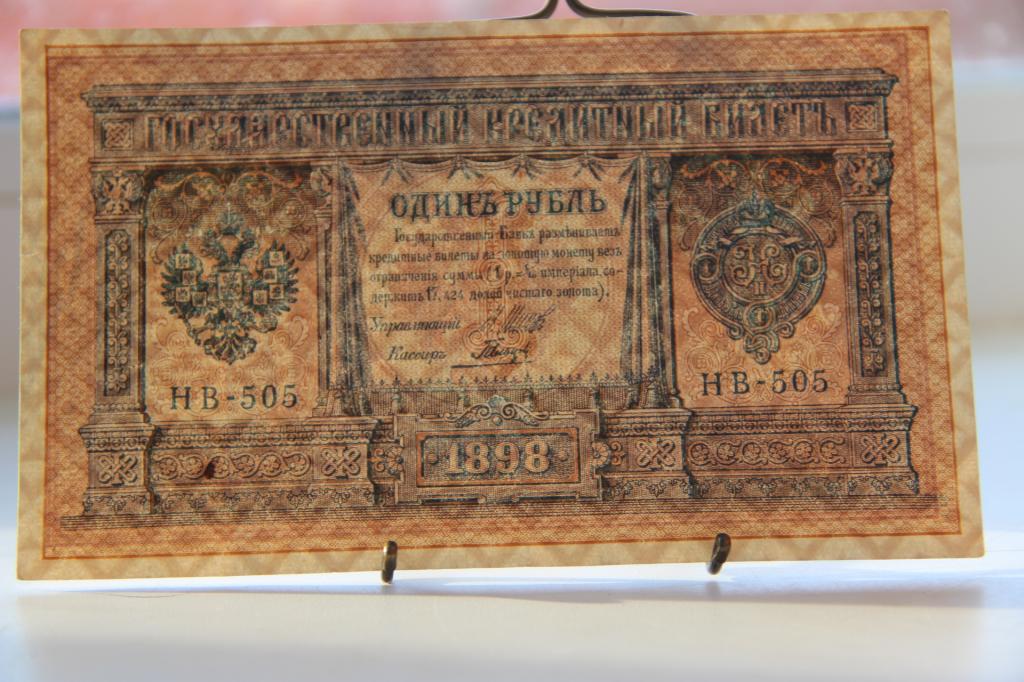 ГОСУДАРСТВЕННЫЙ КРЕДИТНЫЙ БИЛЕТЪ
ОДИНЪ РУБЛЬ
Государственный Банкъ размѣниваетъ
кредитные билеты на золотую монету безъ
ограниченія суммы (1 р. = 1/15 имперіала, со-
держитъ 17,424 долей чистаго золота).
Управляющій
Кассиръ
НВ-505
НВ-505
1898